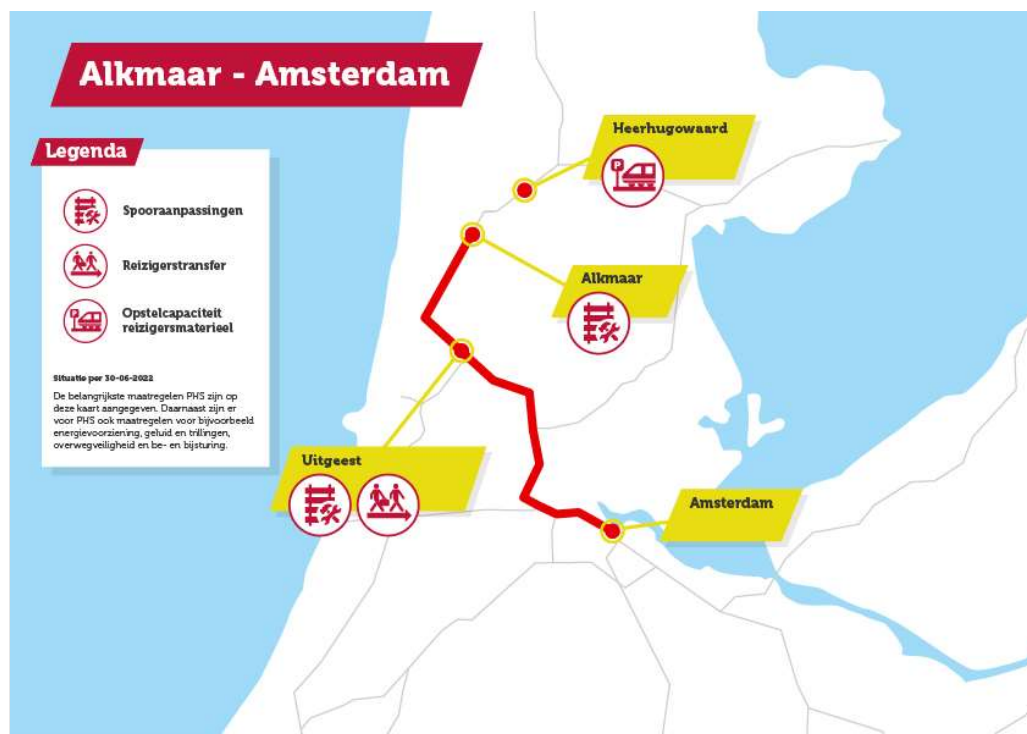 Alkmaar - Amsterdam
Legenda
Spooraanpassingen
Reizigerstransfer
Opstelcapaciteit
reizigersmaterieel
Situatie per 30-06-2022
De belangrijkste maatregelen PHS zijn op
deze kaart aangegeven. Daarnaast zijn er
voor PHS ook maatregelen voor bijvoorbeeld
energievoorziening, geluid en trillingen,
overwegveiligheid en be- en bijsturing.
Heerhugowaard
P
Alkmaar
Uitgeest
Amsterdam